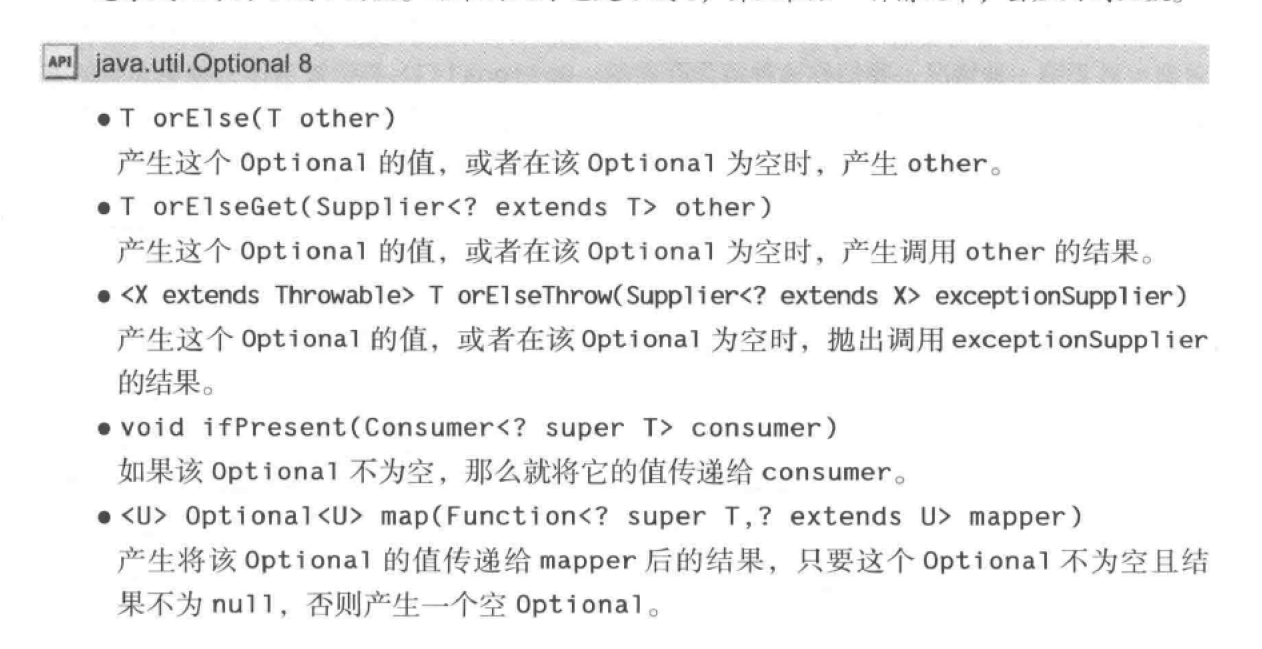 API java.util.Optional 8
● T orElse(T other)
产生这个 Optional 的值，或者在该 Optional 为空时，产生 other。
● T orElseGet(Supplier<? extends T> other)
产生这个 Optional 的值，或者在该 Optional 为空时，产生调用 other 的结果。
● <X extends Throwable> T orElseThrow(Supplier<? extends X> exceptionSupplier)
产生这个 Optional 的值，或者在该 Optional 为空时，抛出调用 exceptionSupplier
的结果。
● void ifPresent(Consumer<? super T> consumer)
如果该 Optional 不为空，那么就将它的值传递给 consumer。
● <U> Optional<U> map(Function<? super T,? extends U> mapper)
产生将该 Optional 的值传递给 mapper 后的结果，只要这个 Optional 不为空且结
果不为 null，否则产生一个空 Optional。